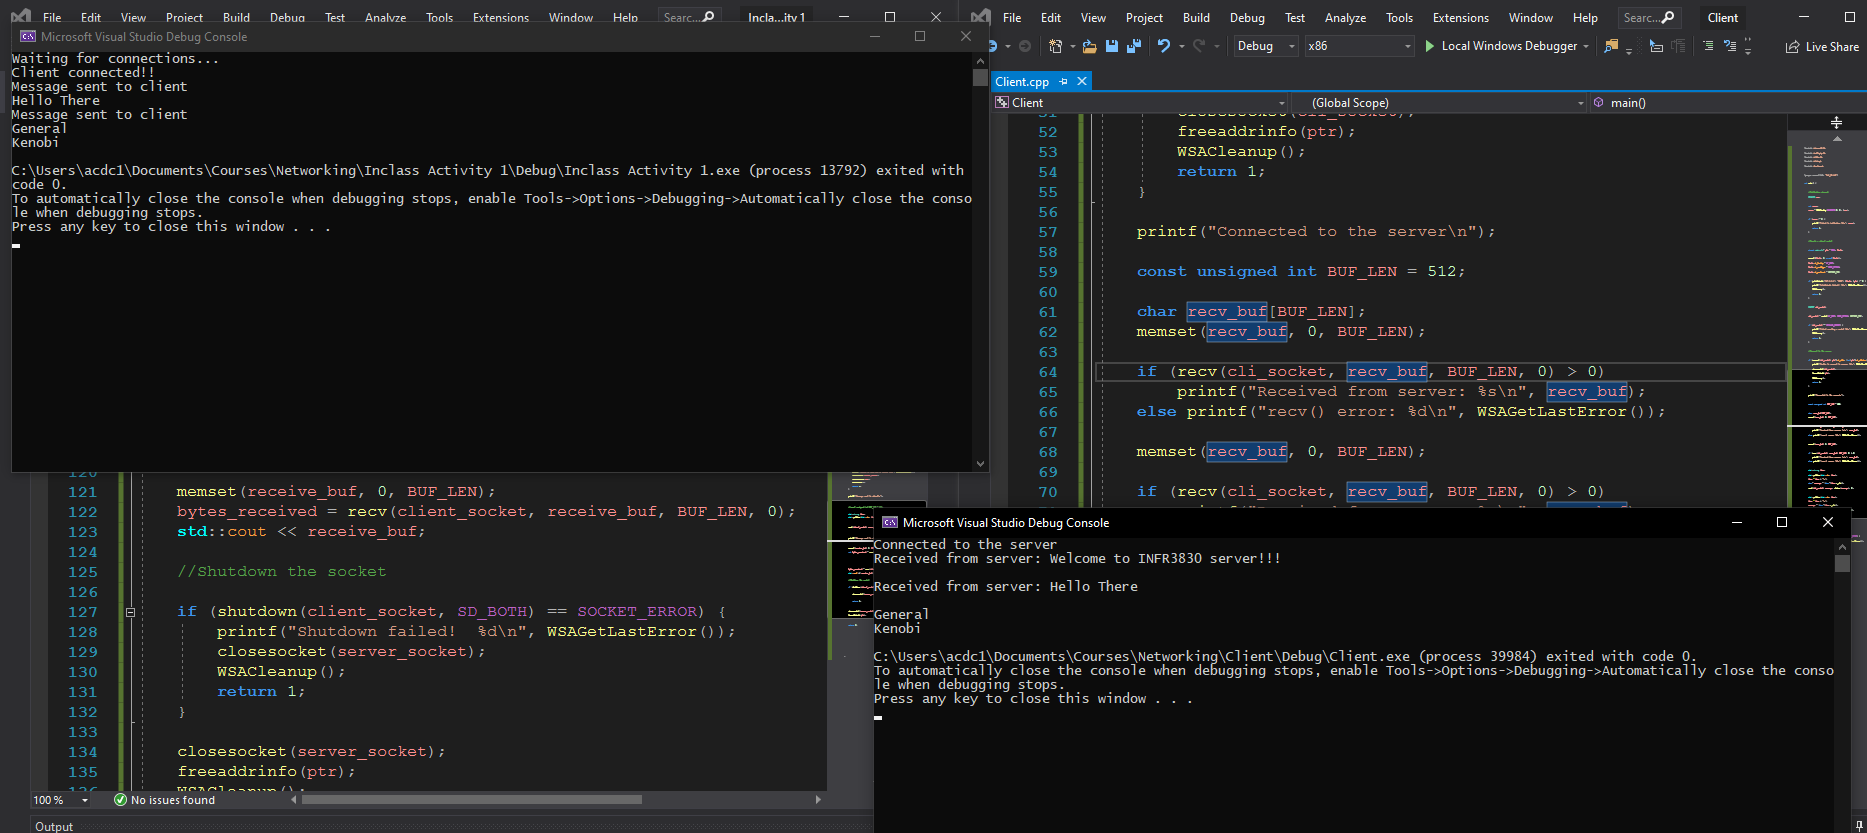 File Edit View Project Build Debug Test Analyze Tools Extensions Window Help Searc... Incla...ity 1
Microsoft Visual Studio Debug Console
Waiting for connections...
Client connected!!
Message sent to client
Hello There
Message sent to client
General
Kenobi
C:\Users\acdc1\Documents\Courses\Networking\Inclass Activity 1\Debug\Inclass Activity 1.exe (process 13792) exited with
code 0.
To automatically close the console when debugging stops, enable Tools->Options->Debugging->Automatically close the conso
le when debugging stops.
Press any key to close this window . . .
120
121 memset(receive_buf, 0, BUF_LEN);
122 bytes_received = recv(client_socket, receive_buf, BUF_LEN, 0);
123 std::cout << receive_buf;
124
125 //Shutdown the socket
126
127 if (shutdown(client_socket, SD_BOTH) == SOCKET_ERROR) {
128 printf("Shutdown failed!  %d\n", WSAGetLastError());
129 closesocket(server_socket);
130 WSACleanup();
131 return 1;
132 }
133
134 closesocket(server_socket);
135 freeaddrinfo(ptr);
136 WSACleanup();
100 % No issues found
Output
File Edit View Project Build Debug Test Analyze Tools Extensions Window Help Searc... Client
Debug x86 Local Windows Debugger Live Share
Client.cpp
Client (Global Scope) main()
51 closesocket(cli_socket);
52 freeaddrinfo(ptr);
53 WSACleanup();
54 return 1;
55 }
56
57 printf("Connected to the server\n");
58
59 const unsigned int BUF_LEN = 512;
60
61 char recv_buf[BUF_LEN];
62 memset(recv_buf, 0, BUF_LEN);
63
64 if (recv(cli_socket, recv_buf, BUF_LEN, 0) > 0)
65 printf("Received from server: %s\n", recv_buf);
66 else printf("recv() error: %d\n", WSAGetLastError());
67
68 memset(recv_buf, 0, BUF_LEN);
69
70 if (recv(cli_socket, recv_buf, BUF_LEN, 0) > 0)
Microsoft Visual Studio Debug Console
Connected to the server
Received from server: Welcome to INFR3830 server!!!
Received from server: Hello There
General
Kenobi
C:\Users\acdc1\Documents\Courses\Networking\Client\Debug\Client.exe (process 39984) exited with code 0.
To automatically close the console when debugging stops, enable Tools->Options->Debugging->Automatically close the conso
le when debugging stops.
Press any key to close this window . . .